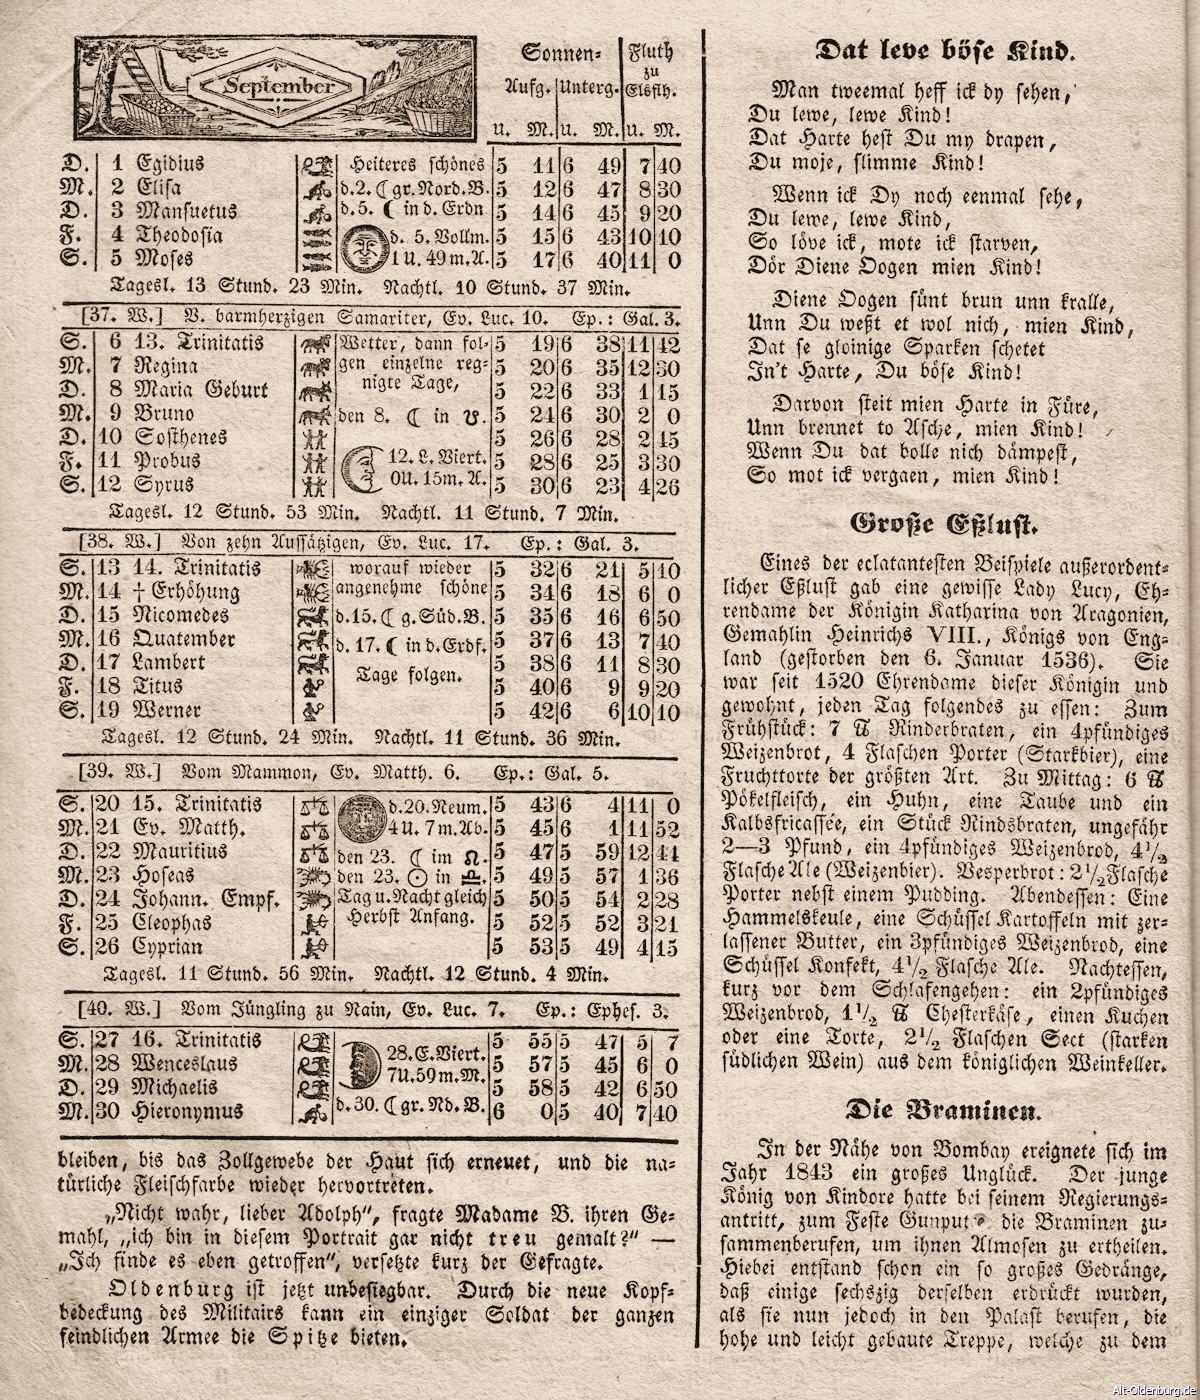 September
Sonnen-
Aufg. Unterg.
U. M. U. M.
Fluth
zu
Elsflh.
U. M.
D. 1 Egidius Heiteres schönes 5 11 6 49 7 40
M. 2 Elisa d. 2. ☾ gr. Nord. B. 5 12 6 47 8 30
D. 3 Mansuetus d. 5. ☾ in d. Erdn 5 14 6 45 9 20
F. 4 Theodosia d. 5. Vollm. 5 15 6 43 10 10
S. 5 Moses 1 U. 49 m. A. 5 17 6 40 11 0
Tagesl. 13 Stund. 23 Min. Nachtl. 10 Stund. 37 Min.
[37. W.] V. barmherzigen Samariter, Ev. Luc. 10. Ep.: Gal. 3.
S. 6 13. Trinitatis Wetter, dann fol- 5 19 6 38 11 42
M. 7 Regina gen einzelne reg- 5 20 6 35 12 30
D. 8 Maria Geburt nigte Tage, 5 22 6 33 1 15
M. 9 Bruno den 8. ☾ in ☋. 5 24 6 30 2 0
D. 10 Sosthenes 5 26 6 28 2 45
F. 11 Probus 12. L. Viert. 5 28 6 25 3 30
S. 12 Syrus 0 U. 15 m. A. 5 30 6 23 4 26
Tagesl. 12 Stund. 53 Min. Nachtl. 11 Stund. 7 Min.
[38. W.] Von zehn Aussätzigen, Ev. Luc. 17. Ep.: Gal. 3.
S. 13 14. Trinitatis worauf wieder 5 32 6 21 5 10
M. 14 † Erhöhung angenehme schöne 5 34 6 18 6 0
D. 15 Nicomedes d. 15. ☾ g. Süd. B. 5 35 6 16 6 50
M. 16 Quatember d. 17. ☾ in d. Erdf. 5 37 6 13 7 40
D. 17 Lambert Tage folgen. 5 38 6 11 8 30
F. 18 Titus 5 40 6 9 9 20
S. 19 Werner 5 42 6 6 10 10
Tagesl. 12 Stund. 24 Min. Nachtl. 11 Stund. 36 Min.
[39. W.] Vom Mammon, Ev. Matth. 6. Ep.: Gal. 5.
S. 20 15. Trinitatis d. 20. Neum. 5 43 6 4 11 0
M. 21 Ev. Matth. 4 U. 7 m. Ab. 5 45 6 1 11 52
D. 22 Mauritius den 23. ☾ im ☊. 5 47 5 59 12 44
M. 23 Hoseas den 23. ☉ in ♎. 5 49 5 57 1 36
D. 24 Johann. Empf. Tag u. Nacht gleich 5 50 5 54 2 28
F. 25 Cleophas Herbst Anfang. 5 52 5 52 3 21
S. 26 Cyprian 5 53 5 49 4 15
Tagesl. 11 Stund. 56 Min. Nachtl. 12 Stund. 4 Min.
[40. W.] Vom Jüngling zu Nain, Ev. Luc. 7. Ep.: Ephes. 3.
S. 27 16. Trinitatis 28. E. Viert. 5 55 5 47 5 7
M. 28 Wenceslaus 7 U. 59 m. M. 5 57 5 45 6 0
D. 29 Michaelis 5 58 5 42 6 50
M. 30 Hieronymus d. 30. ☾ gr. Nd. B. 6 0 5 40 7 40
bleiben, bis das Zollgewebe der Haut sich erneuet, und die na-
türliche Fleischfarbe wieder hervortreten.
„Nicht wahr, lieber Adolph“, fragte Madame B. ihren Ge-
mahl, „ich bin in diesem Portrait gar nicht treu gemalt?“ —
„Ich finde es eben getroffen“, versetzte kurz der Gefragte.
Oldenburg ist jetzt unbesiegbar. Durch die neue Kopf-
bedeckung des Militairs kann ein einziger Soldat der ganzen
feindlichen Armee die Spitze bieten.
Dat leve böse Kind.
Man tweemal heff ick dy sehen,
Du lewe, lewe Kind!
Dat Harte hest Du my drapen,
Du moje, slimme Kind!
Wenn ick Dy noch eenmal sehe,
Du lewe, lewe Kind,
So löve ick, mote ick starven,
Dör Diene Oogen mien Kind!
Diene Oogen sünt brun unn kralle,
Unn Du weßt et wol nich, mien Kind,
Dat se gloinige Sparken schetet
In't Harte, Du böse Kind!
Darvon steit mien Harte in Füre,
Unn brennet to Asche, mien Kind!
Wenn Du dat bolle nich dämpest,
So mot ick vergaen, mien Kind!
Große Eßlust.
Eines der eclatantesten Beispiele außerordent-
licher Eßlust gab eine gewisse Lady Lucy, Eh-
rendame der Königin Katharina von Aragonien,
Gemahlin Heinrichs VIII., Königs von Eng-
land (gestorben den 6. Januar 1536). Sie
war seit 1520 Ehrendame dieser Königin und
gewohnt, jeden Tag folgendes zu essen: Zum
Frühstück: 7 ℔ Rinderbraten, ein 4pfündiges
Weizenbrot, 4 Flaschen Porter (Starkbier), eine
Fruchttorte der größten Art. Zu Mittag: 6 ℔
Pökelfleisch, ein Huhn, eine Taube und ein
Kalbsfricassée, ein Stück Rindsbraten, ungefähr
2—3 Pfund, ein 4pfündiges Weizenbrod, 4½
Flasche Ale (Weizenbier). Vesperbrot: 2½ Flasche
Porter nebst einem Pudding. Abendessen: Eine
Hammelskeule, eine Schüssel Kartoffeln mit zer-
lassener Butter, ein 3pfündiges Weizenbrod, eine
Schüssel Konfekt, 4½ Flasche Ale. Nachtessen,
kurz vor dem Schlafengehen: ein 2pfündiges
Weizenbrod, 1½ ℔ Chesterkäse, einen Kuchen
oder eine Torte, 2½ Flaschen Sect (starken
südlichen Wein) aus dem königlichen Weinkeller.
Die Braminen.
In der Nähe von Bombay ereignete sich im
Jahr 1843 ein großes Unglück. Der junge
König von Kindore hatte bei seinem Regierungs-
antritt, zum Feste die Braminen zu-
sammenberufen, um ihnen Almosen zu ertheilen.
Hiebei entstand schon ein so großes Gedränge,
daß einige sechszig derselben erdrückt wurden,
als sie nun jedoch in den Palast berufen, die
hohe und leicht gebaute Treppe, welche zu dem
Alt-Oldenburg.de